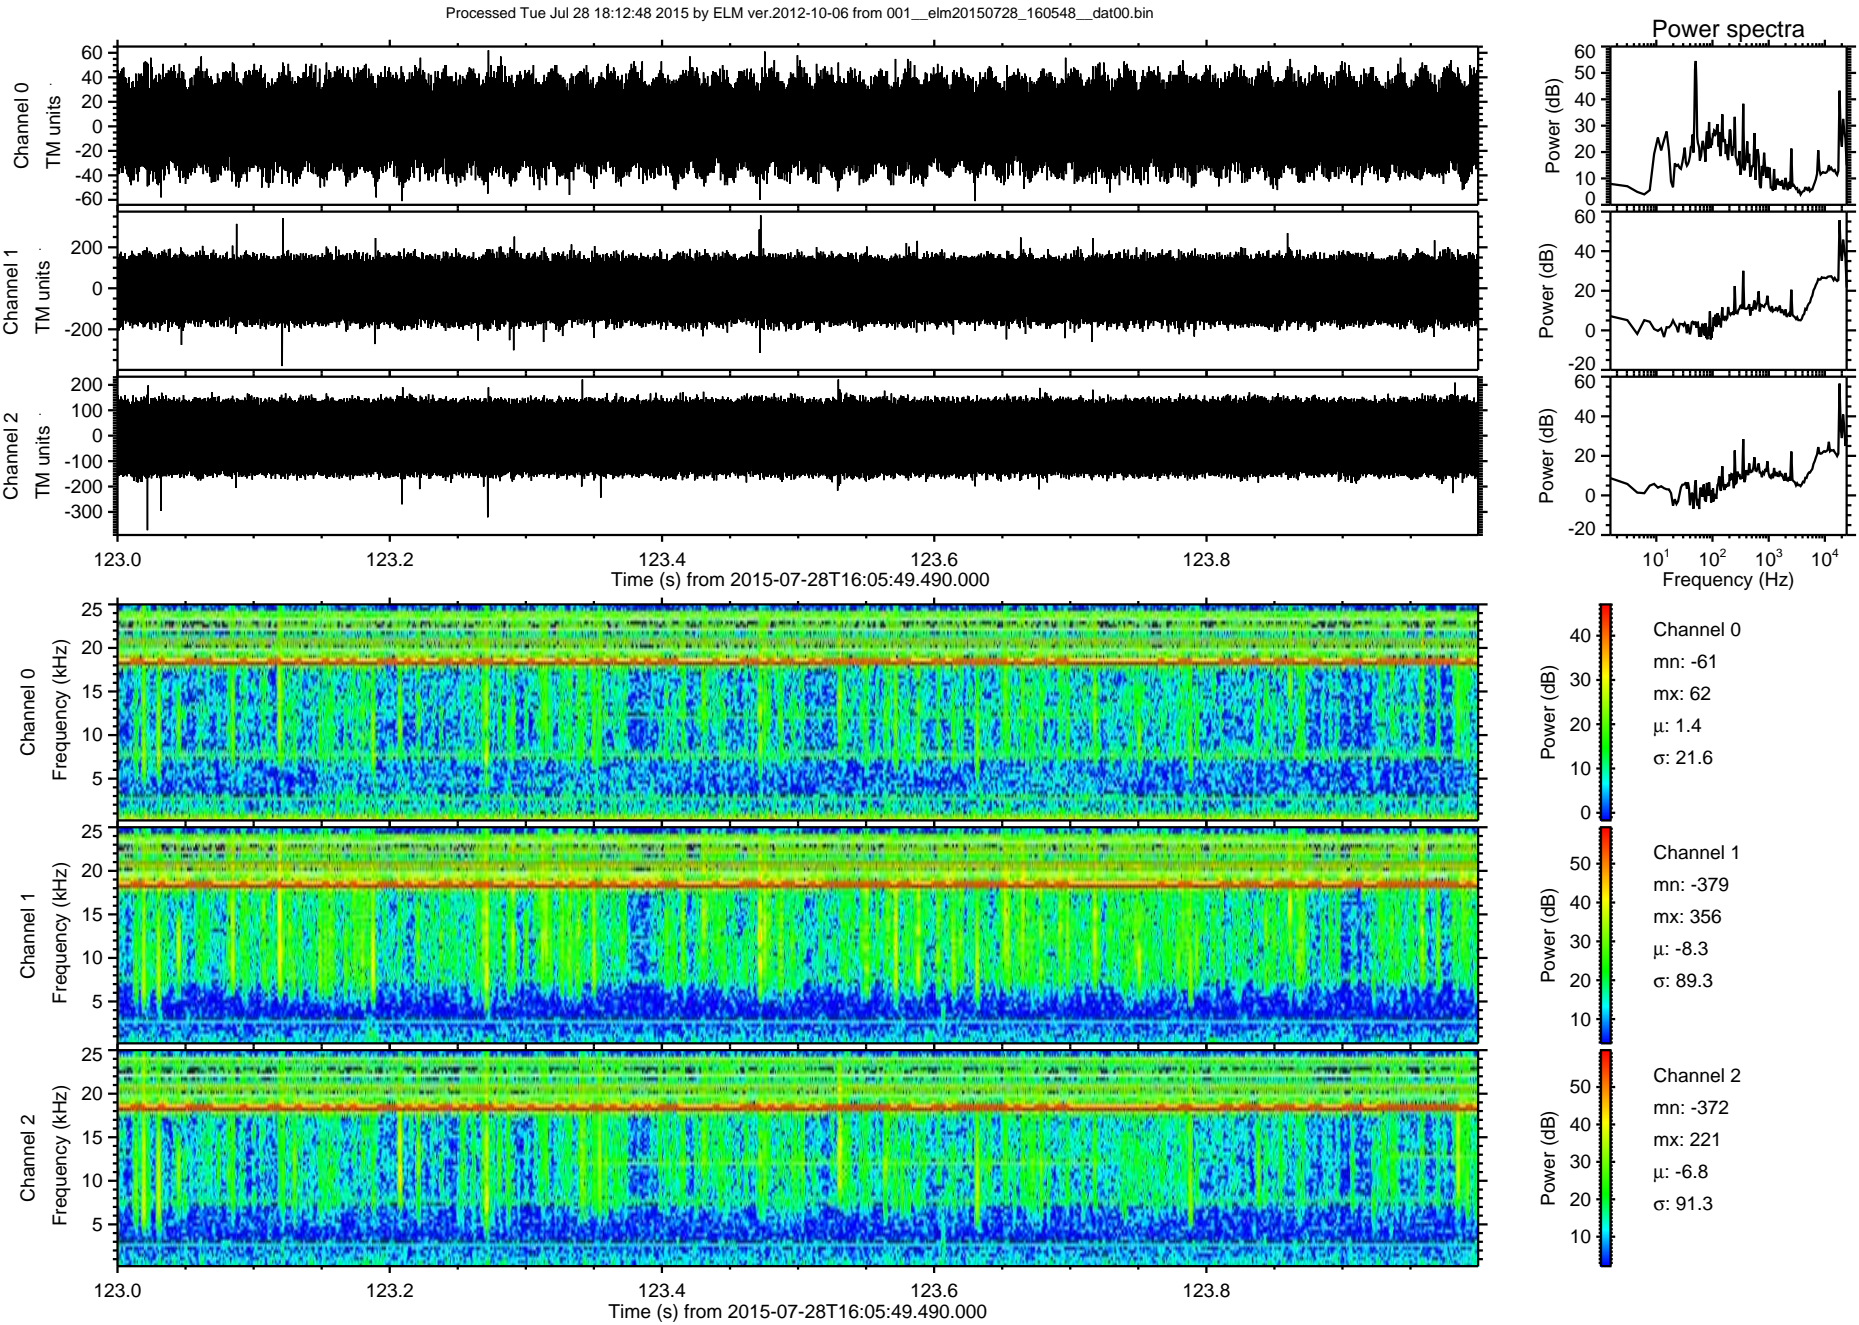 Processed Tue Jul 28 18:12:48 2015 by ELM ver.2012-10-06 from 001__elm20150728_160548__dat00.bin
Power spectra
Channel 0
TM units
60
40
20
0
-20
-40
-60
Power (dB)
60
50
40
30
20
10
0
Channel 1
TM units
200
0
-200
Power (dB)
60
40
20
0
-20
Channel 2
TM units
200
100
0
-100
-200
-300
Power (dB)
60
40
20
0
-20
123.0 123.2 123.4 123.6 123.8
Time (s) from 2015-07-28T16:05:49.490.000
10¹ 10² 10³ 10⁴
Frequency (Hz)
Channel 0
Frequency (kHz)
25
20
15
10
5
Power (dB)
40
30
20
10
0
Channel 0
mn: -61
mx: 62
μ: 1.4
σ: 21.6
Channel 1
Frequency (kHz)
25
20
15
10
5
Power (dB)
50
40
30
20
10
Channel 1
mn: -379
mx: 356
μ: -8.3
σ: 89.3
Channel 2
Frequency (kHz)
25
20
15
10
5
Power (dB)
50
40
30
20
10
Channel 2
mn: -372
mx: 221
μ: -6.8
σ: 91.3
123.0 123.2 123.4 123.6 123.8
Time (s) from 2015-07-28T16:05:49.490.000